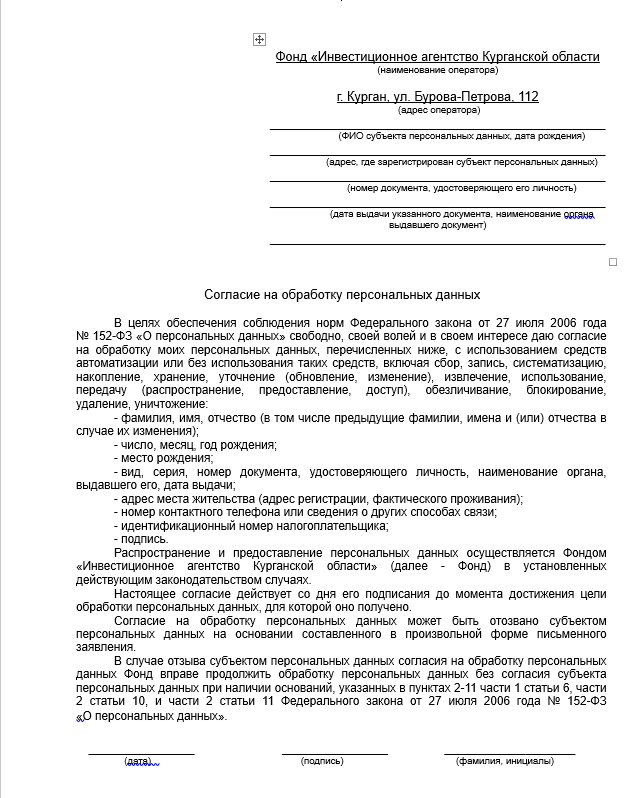 Фонд «Инвестиционное агентство Курганской области
(наименование оператора)
г. Курган, ул. Бурова-Петрова, 112
(адрес оператора)
(ФИО субъекта персональных данных, дата рождения)
(адрес, где зарегистрирован субъект персональных данных)
(номер документа, удостоверяющего его личность)
(дата выдачи указанного документа, наименование органа
выдавшего документ)
Согласие на обработку персональных данных
В целях обеспечения соблюдения норм Федерального закона от 27 июля 2006 года
№ 152-ФЗ «О персональных данных» свободно, своей волей и в своем интересе даю согласие
на обработку моих персональных данных, перечисленных ниже, с использованием средств
автоматизации или без использования таких средств, включая сбор, запись, систематизацию,
накопление, хранение, уточнение (обновление, изменение), извлечение, использование,
передачу (распространение, предоставление, доступ), обезличивание, блокирование,
удаление, уничтожение:
- фамилия, имя, отчество (в том числе предыдущие фамилии, имена и (или) отчества в
случае их изменения);
- число, месяц, год рождения;
- место рождения;
- вид, серия, номер документа, удостоверяющего личность, наименование органа,
выдавшего его, дата выдачи;
- адрес места жительства (адрес регистрации, фактического проживания);
- номер контактного телефона или сведения о других способах связи;
- идентификационный номер налогоплательщика;
- подпись.
Распространение и предоставление персональных данных осуществляется Фондом
«Инвестиционное агентство Курганской области» (далее - Фонд) в установленных
действующим законодательством случаях.
Настоящее согласие действует со дня его подписания до момента достижения цели
обработки персональных данных, для которой оно получено.
Согласие на обработку персональных данных может быть отозвано субъектом
персональных данных на основании составленного в произвольной форме письменного
заявления.
В случае отзыва субъектом персональных данных согласия на обработку персональных
данных Фонд вправе продолжить обработку персональных данных без согласия субъекта
персональных данных при наличии оснований, указанных в пунктах 2-11 части 1 статьи 6, части
2 статьи 10, и части 2 статьи 11 Федерального закона от 27 июля 2006 года № 152-ФЗ
«О персональных данных».
(дата) (подпись) (фамилия, инициалы)